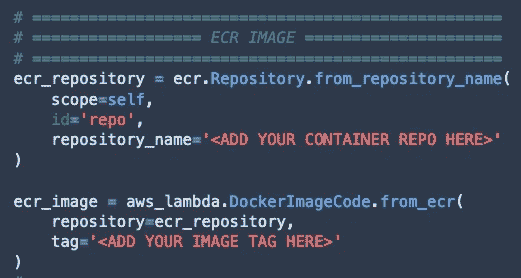 # ================================================
# ================= ECR IMAGE ====================
# ================================================
ecr_repository = ecr.Repository.from_repository_name(
    scope=self,
    id='repo',
    repository_name='<ADD YOUR CONTAINER REPO HERE>'
)

ecr_image = aws_lambda.DockerImageCode.from_ecr(
    repository=ecr_repository,
    tag='<ADD YOUR IMAGE TAG HERE>'
)